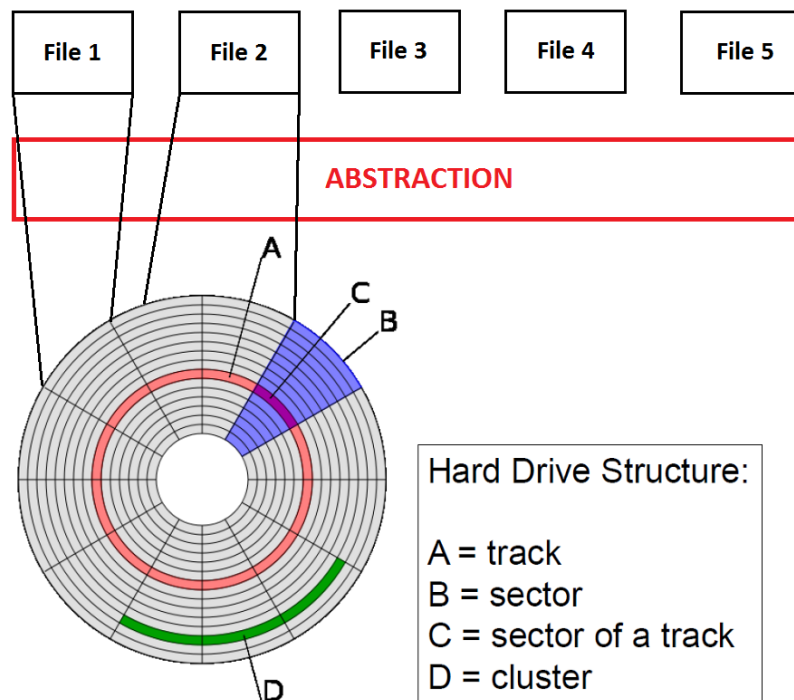 File 1
File 2
File 3
File 4
File 5
ABSTRACTION
A
C
B
D
Hard Drive Structure:
A = track
B = sector
C = sector of a track
D = cluster